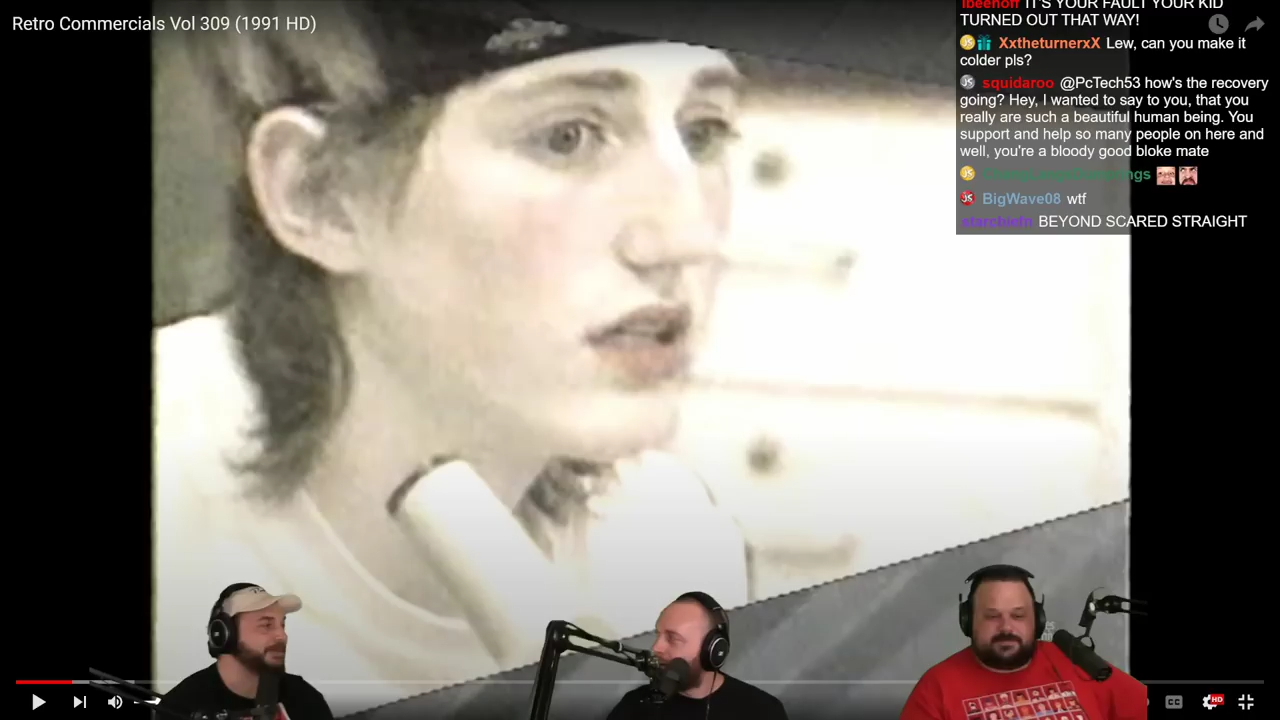 Retro Commercials Vol 309 (1991 HD)
IT'S YOUR FAULT YOUR KID
TURNED OUT THAT WAY!
XxtheturnerxX Lew, can you make it
colder pls?
squidaroo @PcTech53 how's the recovery
going? Hey, I wanted to say to you, that you
really are such a beautiful human being. You
support and help so many people on here and
well, you're a bloody good bloke mate
BigWave08 wtf
BEYOND SCARED STRAIGHT
CC
HD